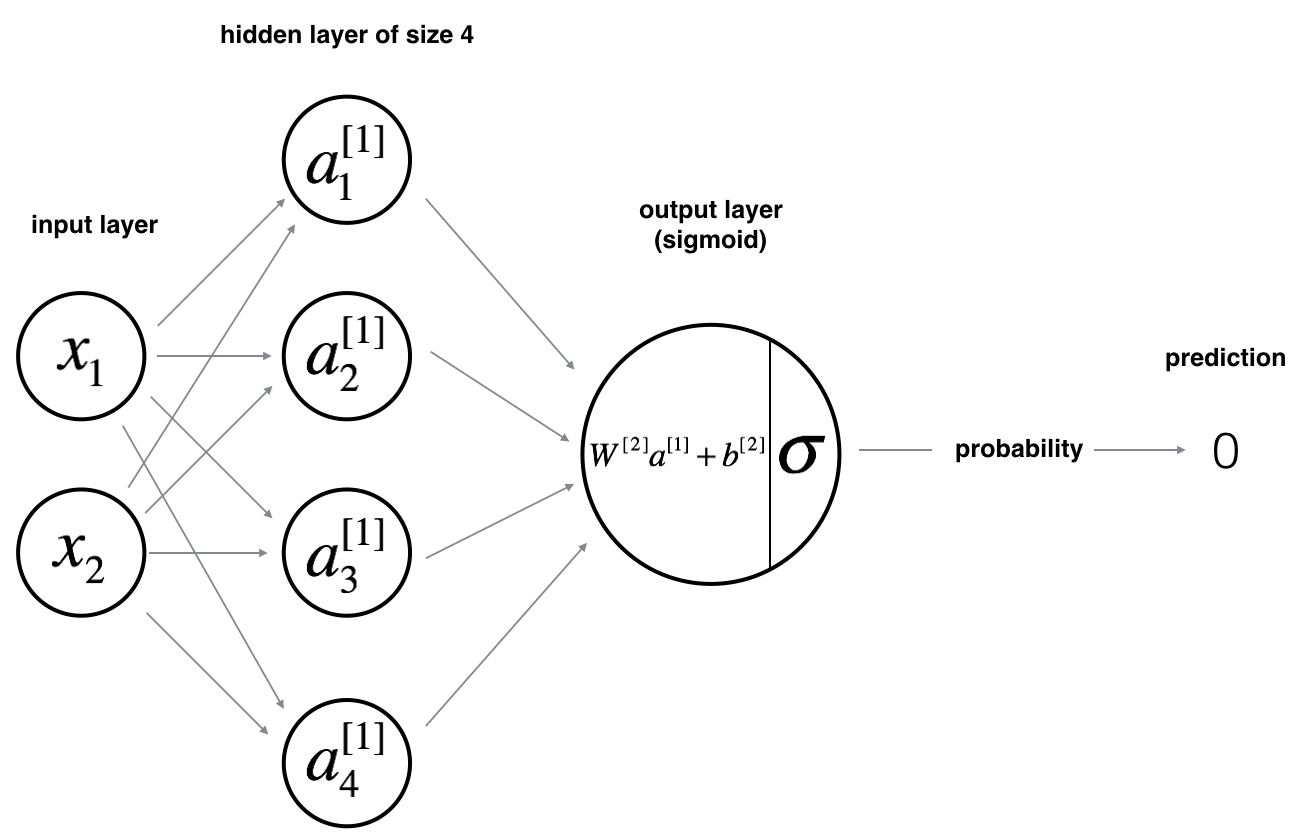 hidden layer of size 4
a_1^{[1]}
input layer
output layer
(sigmoid)
x_1
a_2^{[1]}
prediction
W^{[2]}a^{[1]} + b^{[2]} σ
probability
0
x_2
a_3^{[1]}
a_4^{[1]}